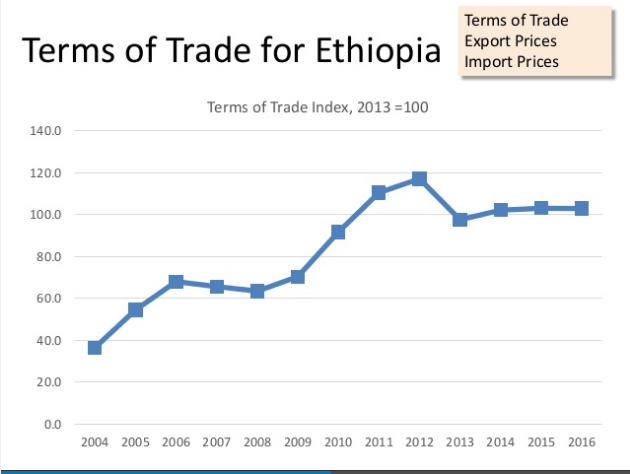 Terms of Trade for Ethiopia
Terms of Trade
Export Prices
Import Prices
Terms of Trade Index, 2013 =100
140.0
120.0
100.0
80.0
60.0
40.0
20.0
0.0
2004 2005 2006 2007 2008 2009 2010 2011 2012 2013 2014 2015 2016